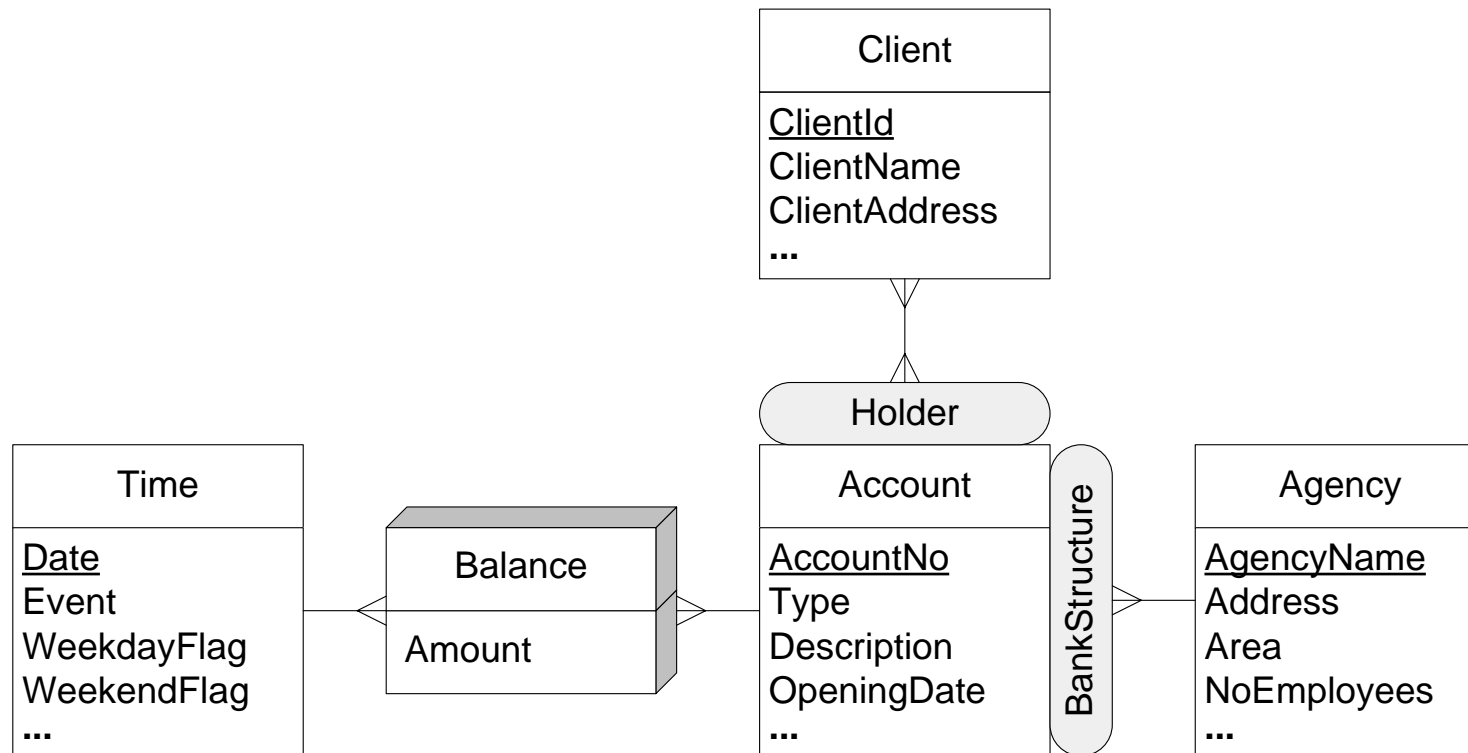 Client
ClientId
ClientName
ClientAddress
...
Holder
Time
Date
Event
WeekdayFlag
WeekendFlag
...
Balance
Amount
Account
AccountNo
Type
Description
OpeningDate
...
BankStructure
Agency
AgencyName
Address
Area
NoEmployees
...